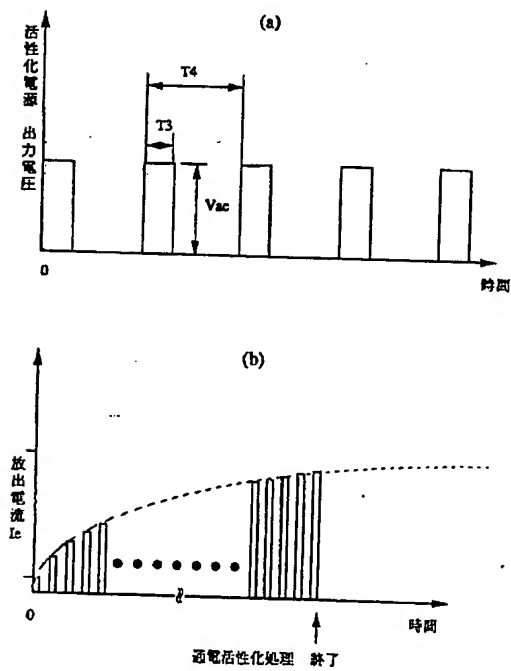 (a)
活性化電源 出力電圧
T4
T3
Vac
0
時間
(b)
放出電流 Ie
0
時間
通電活性化処理 終了